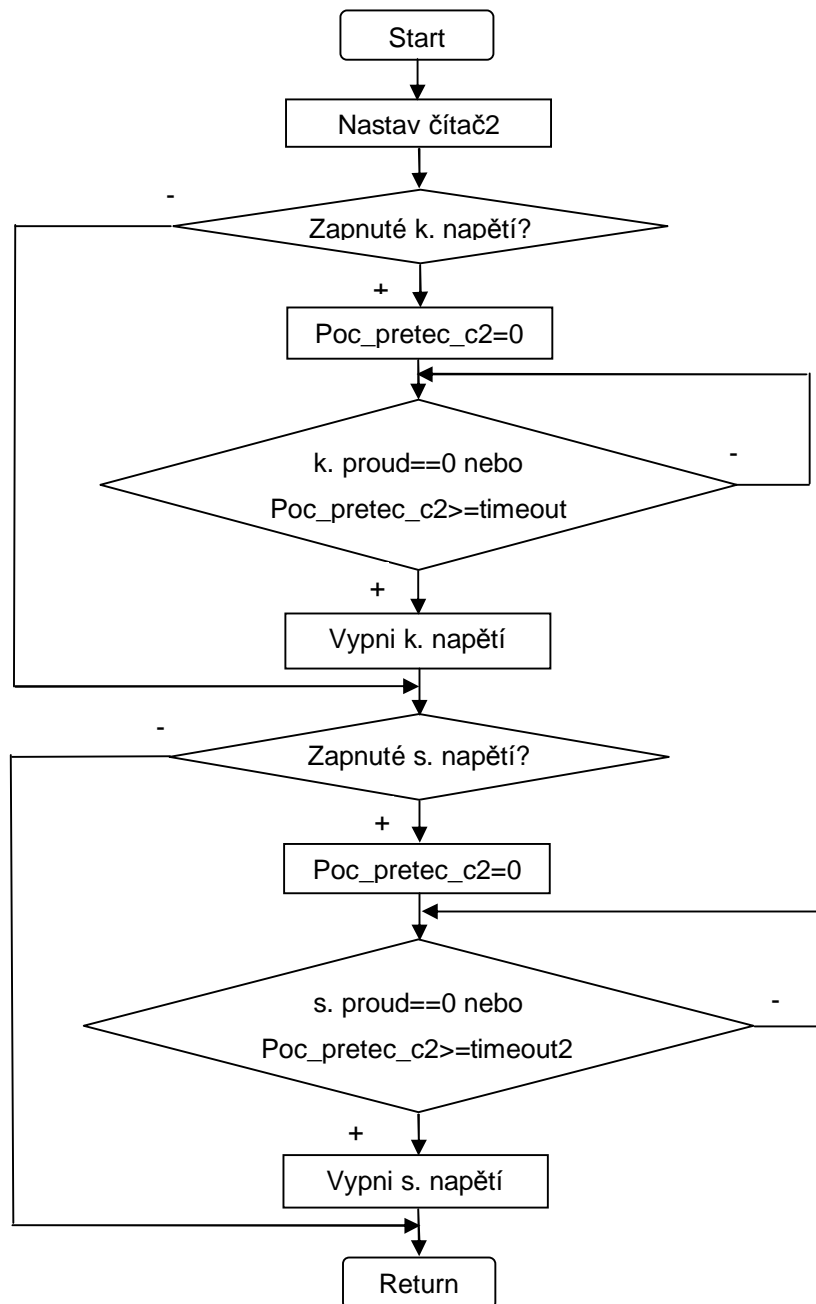 Start
Nastav čítač2
-
Zapnuté k. napětí?
+
Poc_pretec_c2=0
k. proud==0 nebo
-
Poc_pretec_c2>=timeout
+
Vypni k. napětí
-
Zapnuté s. napětí?
+
Poc_pretec_c2=0
s. proud==0 nebo
-
Poc_pretec_c2>=timeout2
+
Vypni s. napětí
Return